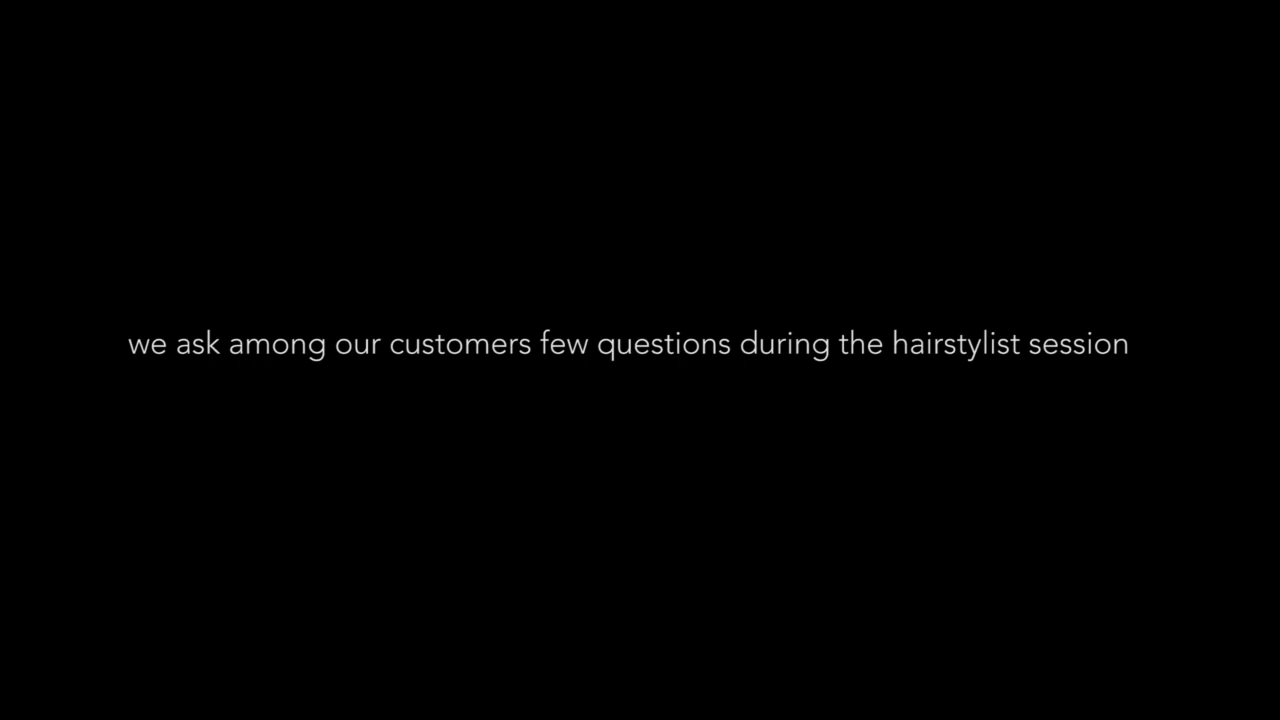 we ask among our customers few questions during the hairstylist session